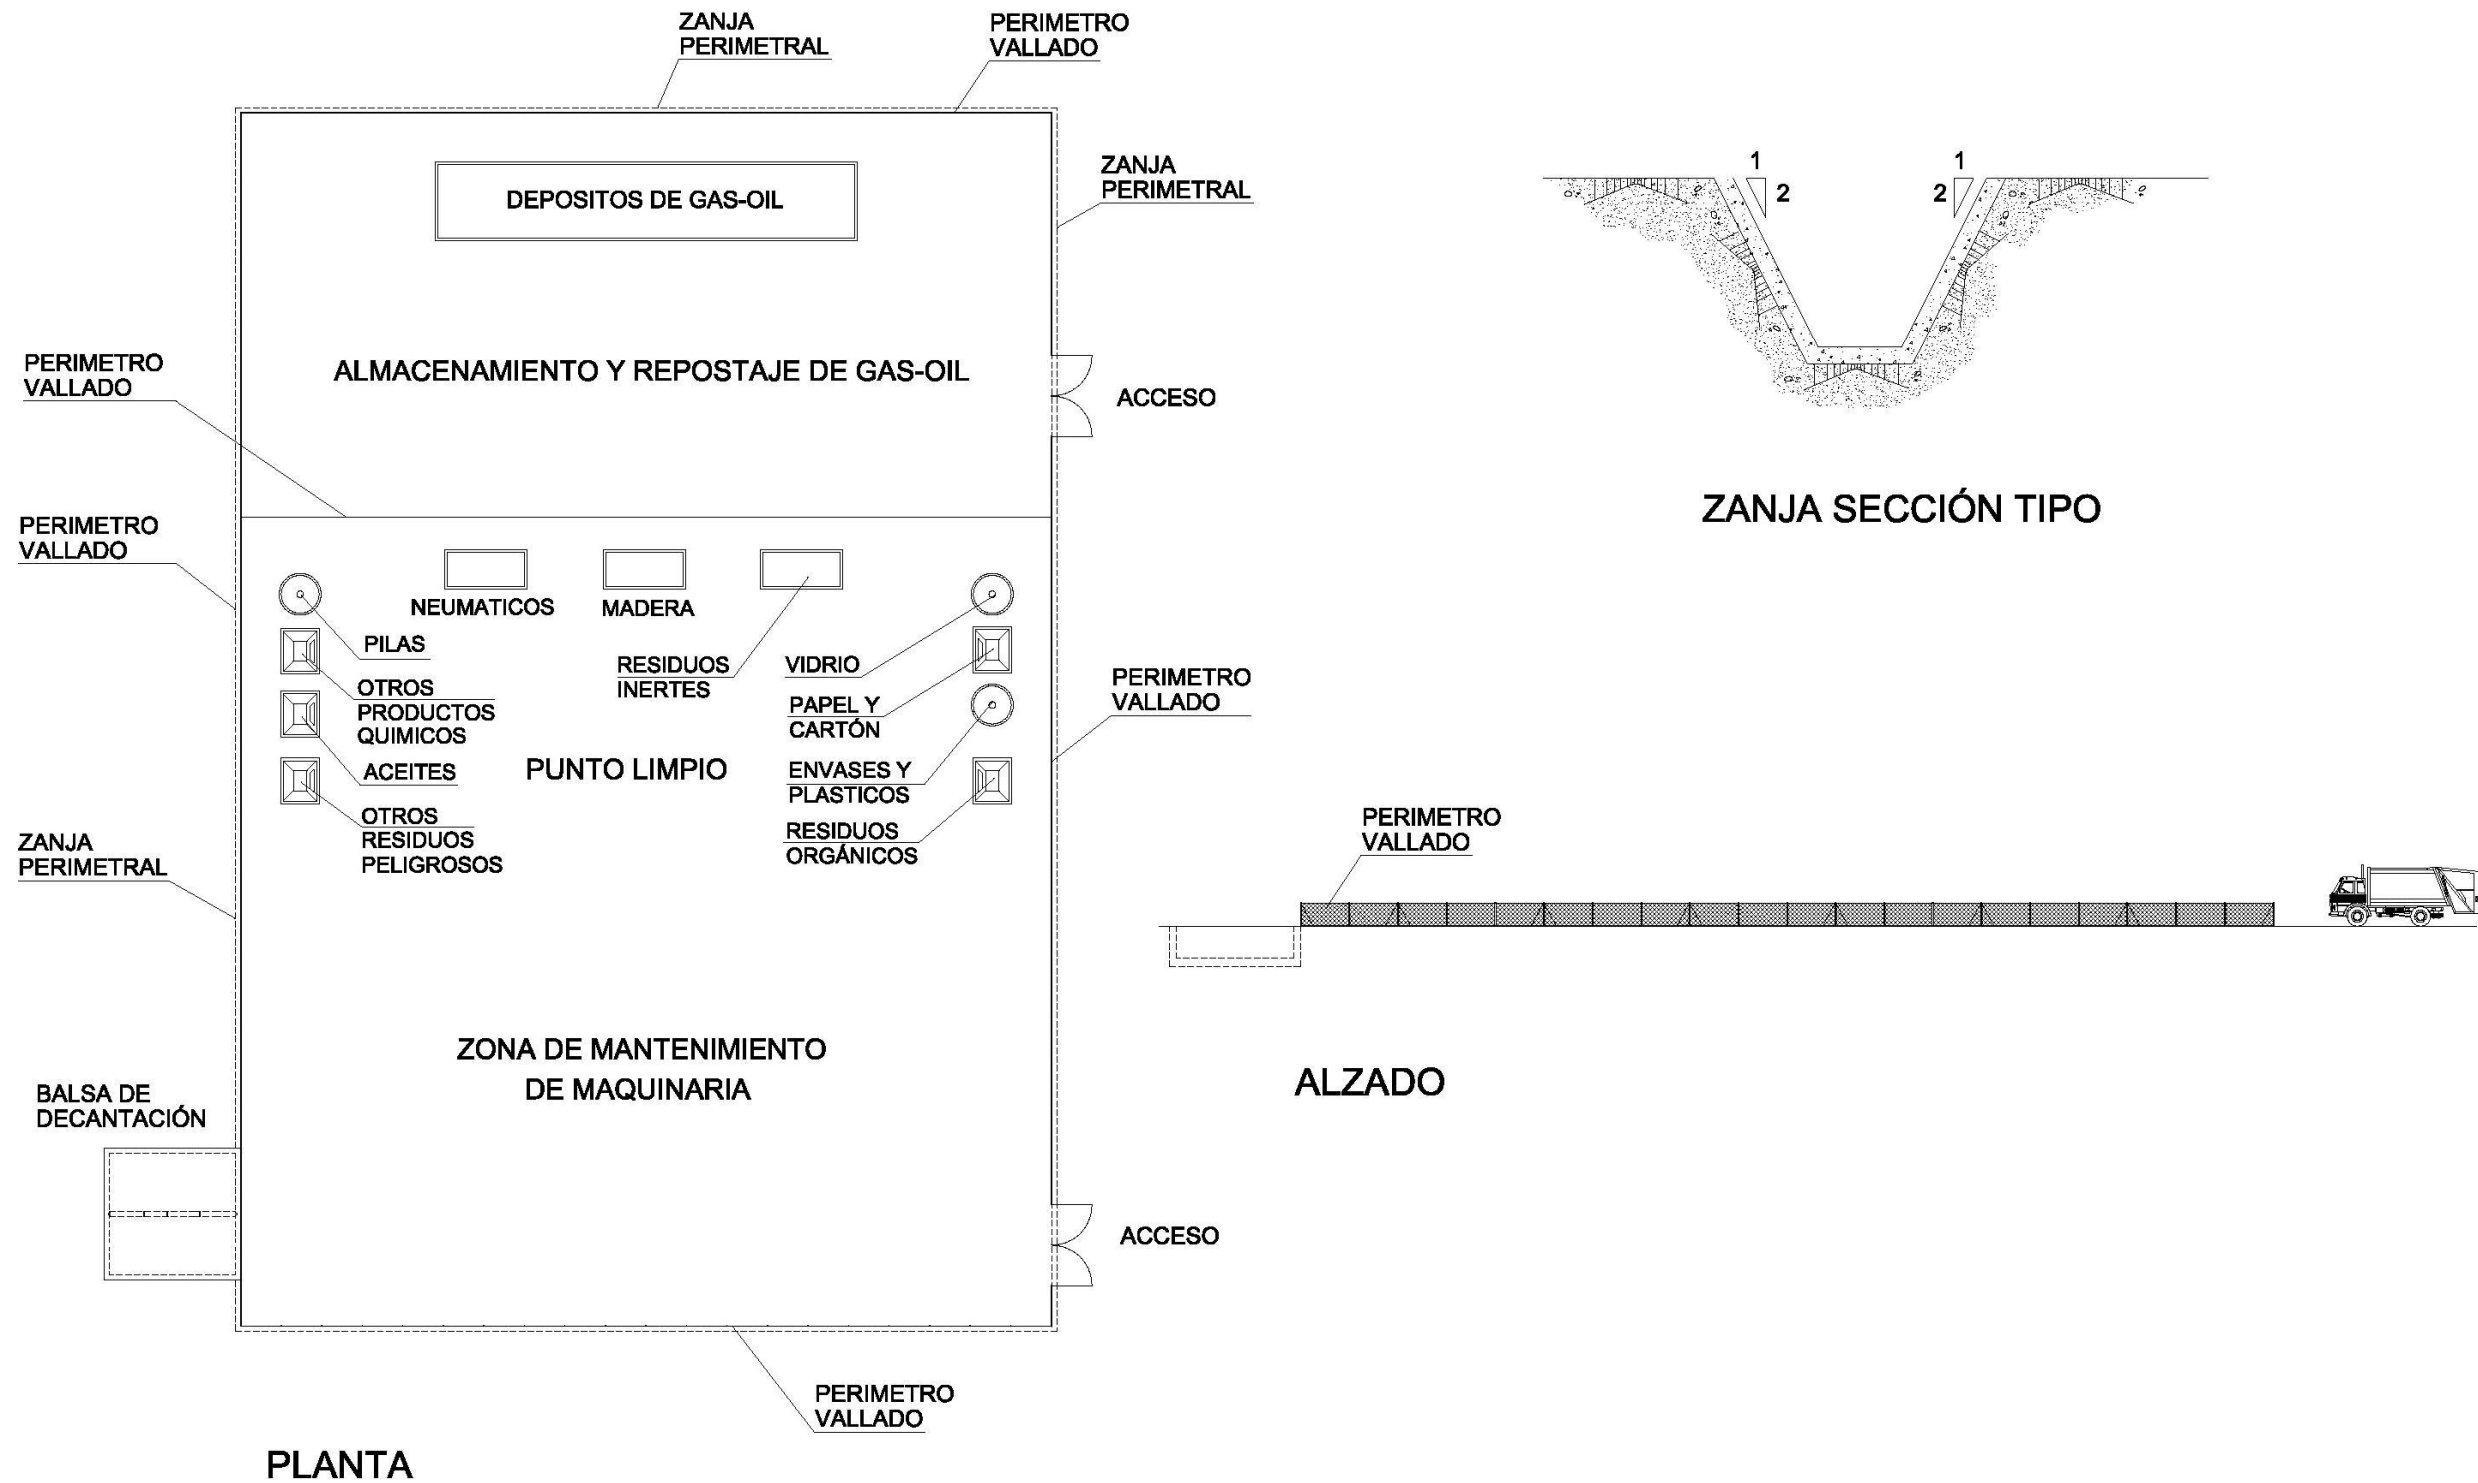 ZANJA
PERIMETRAL
PERIMETRO
VALLADO
ZANJA
PERIMETRAL
DEPOSITOS DE GAS-OIL
ALMACENAMIENTO Y REPOSTAJE DE GAS-OIL
PERIMETRO
VALLADO
ACCESO
PERIMETRO
VALLADO
NEUMATICOS
MADERA
PILAS
RESIDUOS
INERTES
VIDRIO
OTROS
PRODUCTOS
QUIMICOS
PAPEL Y
CARTÓN
PERIMETRO
VALLADO
ACEITES
PUNTO LIMPIO
ENVASES Y
PLASTICOS
OTROS
RESIDUOS
PELIGROSOS
RESIDUOS
ORGÁNICOS
ZANJA
PERIMETRAL
ZONA DE MANTENIMIENTO
DE MAQUINARIA
BALSA DE
DECANTACIÓN
ACCESO
PERIMETRO
VALLADO
PLANTA
1
2
1
2
ZANJA SECCIÓN TIPO
PERIMETRO
VALLADO
ALZADO